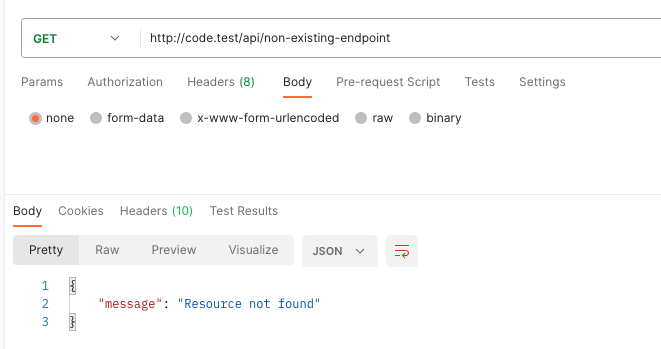 GET http://code.test/api/non-existing-endpoint
Params Authorization Headers (8) Body Pre-request Script Tests Settings
none form-data x-www-form-urlencoded raw binary
Body Cookies Headers (10) Test Results
Pretty Raw Preview Visualize JSON
1 {
2 "message": "Resource not found"
3 }